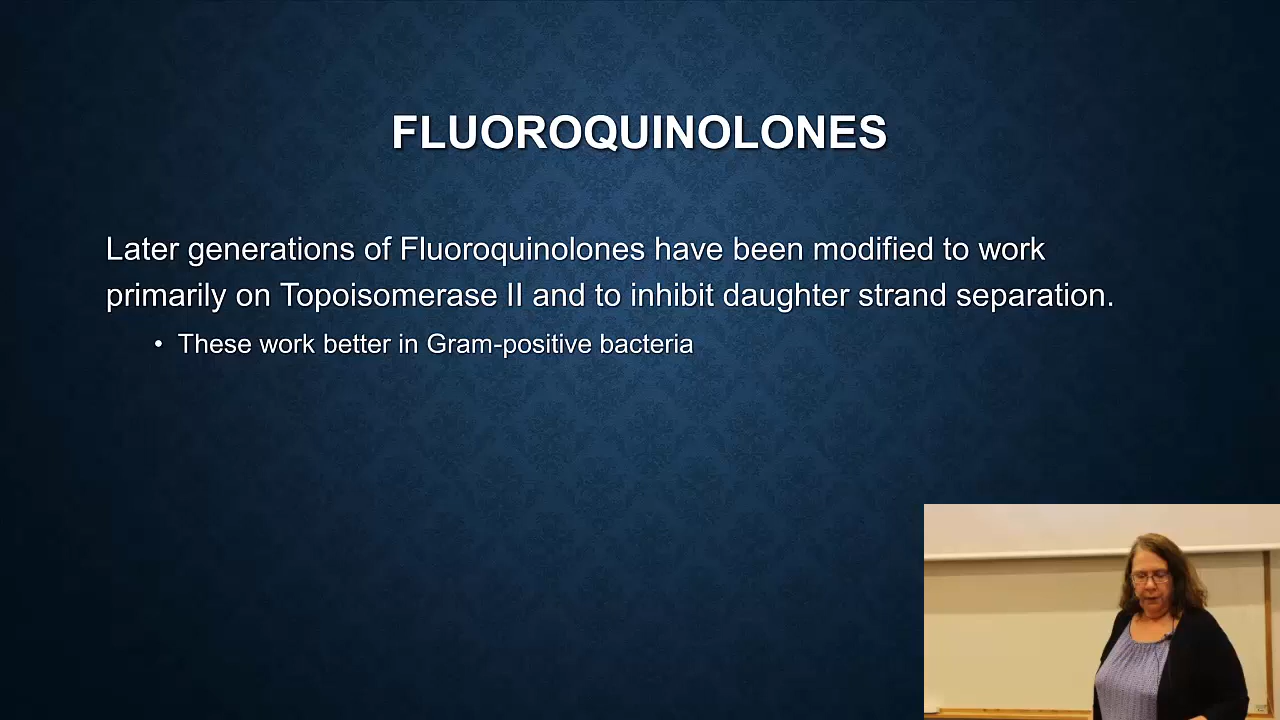 FLUOROQUINOLONES
Later generations of Fluoroquinolones have been modified to work
primarily on Topoisomerase II and to inhibit daughter strand separation.
• These work better in Gram-positive bacteria